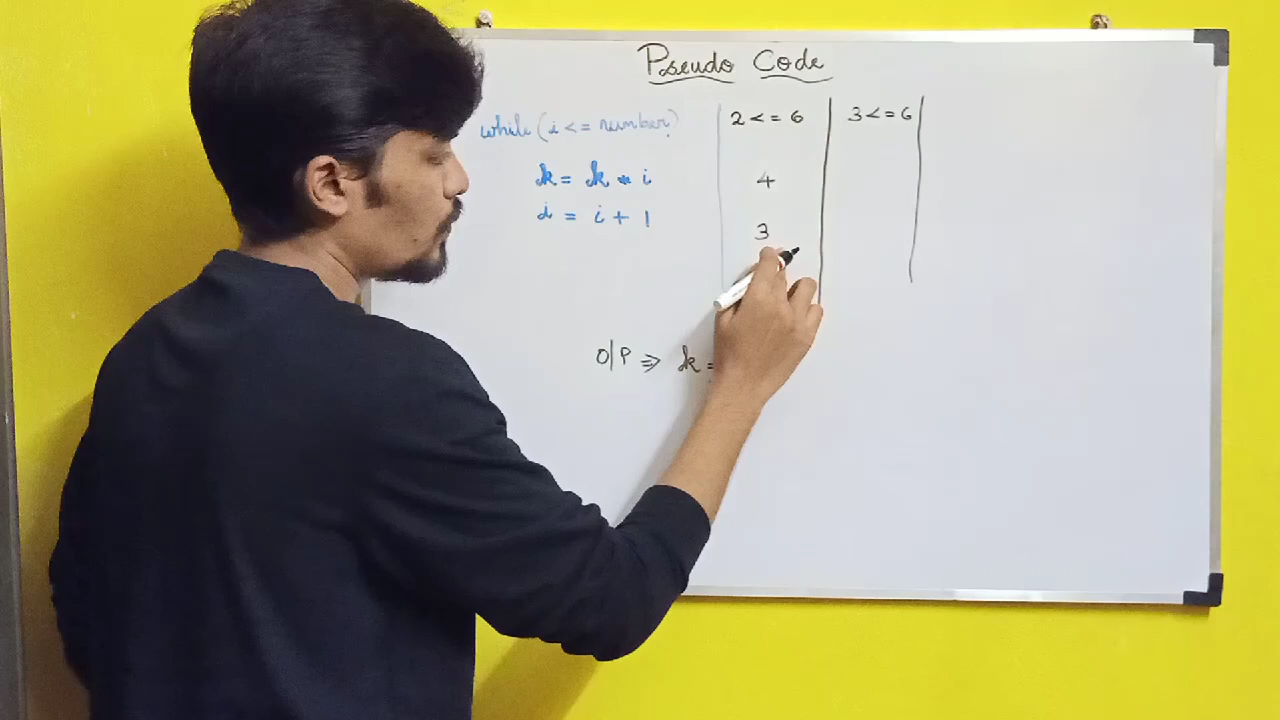 Pseudo Code
while (i <= number) 2 <= 6 3 <= 6
k = k * i 4
i = i + 1 3
O|P ⇒ k =